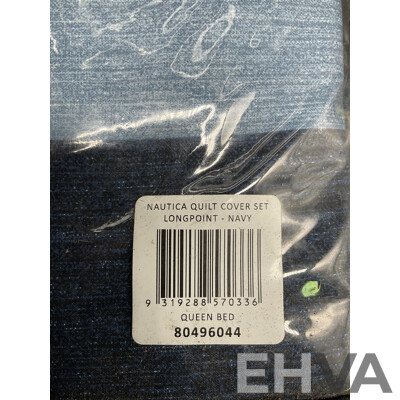 NAUTICA QUILT COVER SET
LONGPOINT - NAVY
9 319288 570336
QUEEN BED
80496044
EHVA